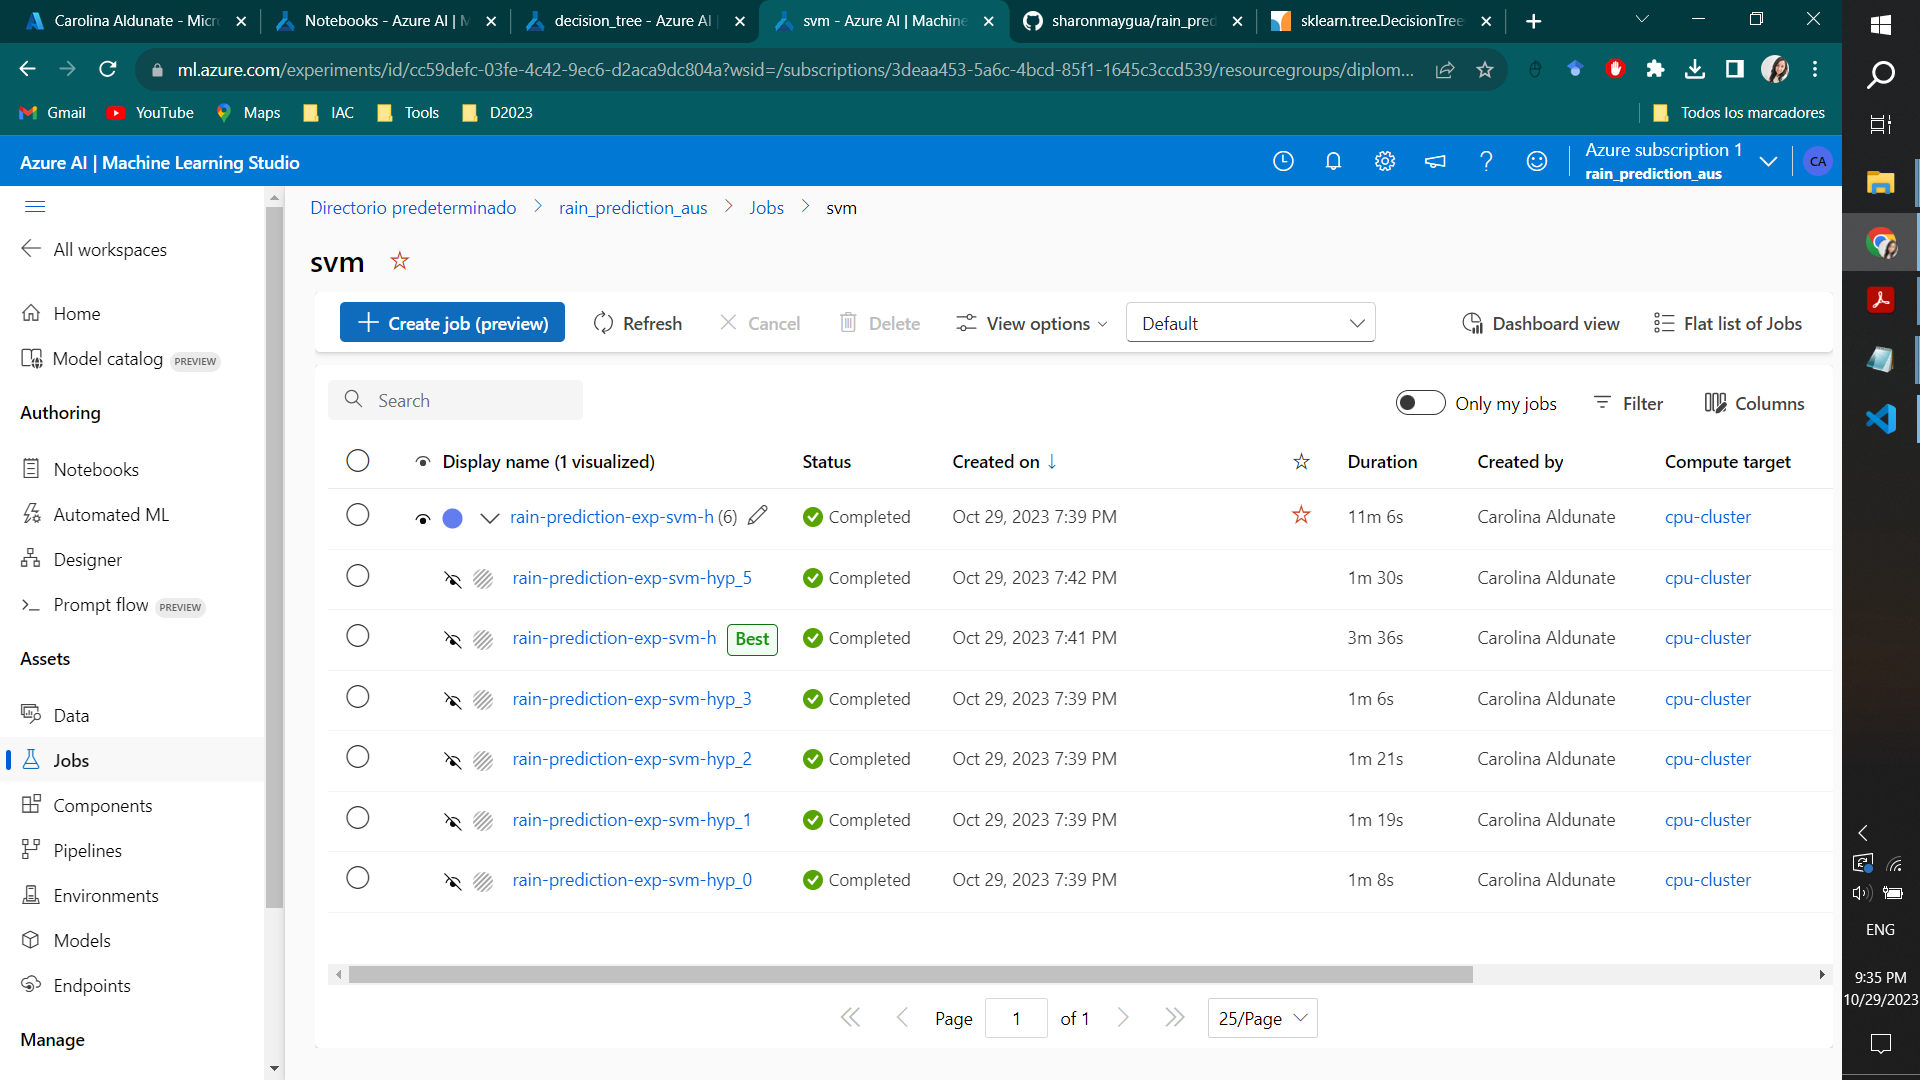 Carolina Aldunate - Micr
Notebooks - Azure AI | M
decision_tree - Azure AI
svm - Azure AI | Machine
sharonmaygua/rain_pred
sklearn.tree.DecisionTree
ml.azure.com/experiments/id/cc59defc-03fe-4c42-9ec6-d2aca9dc804a?wsid=/subscriptions/3deaa453-5a6c-4bcd-85f1-1645c3ccd539/resourcegroups/diplom...
Gmail YouTube Maps IAC Tools D2023 Todos los marcadores
Azure AI | Machine Learning Studio
Azure subscription 1
rain_prediction_aus
CA
All workspaces
Home
Model catalog PREVIEW
Authoring
Notebooks
Automated ML
Designer
Prompt flow PREVIEW
Assets
Data
Jobs
Components
Pipelines
Environments
Models
Endpoints
Manage
Directorio predeterminado > rain_prediction_aus > Jobs > svm
svm
Create job (preview) Refresh Cancel Delete View options Default Dashboard view Flat list of Jobs
Search Only my jobs Filter Columns
Display name (1 visualized) Status Created on ↓ Duration Created by Compute target
rain-prediction-exp-svm-h (6) Completed Oct 29, 2023 7:39 PM 11m 6s Carolina Aldunate cpu-cluster
rain-prediction-exp-svm-hyp_5 Completed Oct 29, 2023 7:42 PM 1m 30s Carolina Aldunate cpu-cluster
rain-prediction-exp-svm-h Best Completed Oct 29, 2023 7:41 PM 3m 36s Carolina Aldunate cpu-cluster
rain-prediction-exp-svm-hyp_3 Completed Oct 29, 2023 7:39 PM 1m 6s Carolina Aldunate cpu-cluster
rain-prediction-exp-svm-hyp_2 Completed Oct 29, 2023 7:39 PM 1m 21s Carolina Aldunate cpu-cluster
rain-prediction-exp-svm-hyp_1 Completed Oct 29, 2023 7:39 PM 1m 19s Carolina Aldunate cpu-cluster
rain-prediction-exp-svm-hyp_0 Completed Oct 29, 2023 7:39 PM 1m 8s Carolina Aldunate cpu-cluster
Page 1 of 1 25/Page
ENG
9:35 PM
10/29/2023